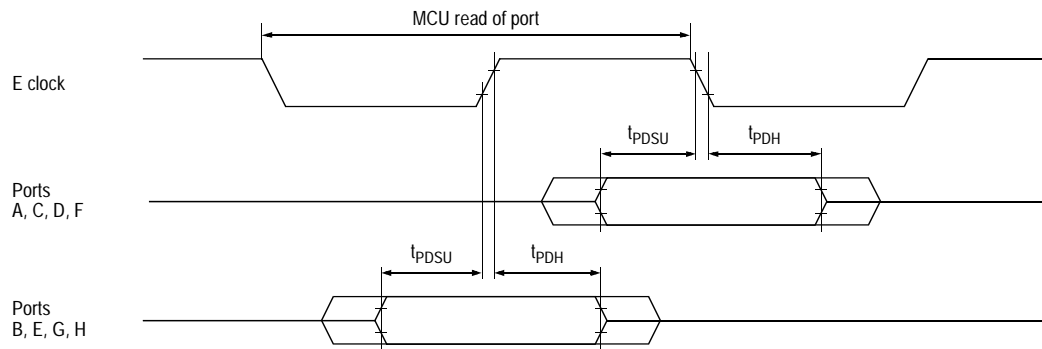 MCU read of port
E clock
tPDSU tPDH
Ports
A, C, D, F
tPDSU tPDH
Ports
B, E, G, H